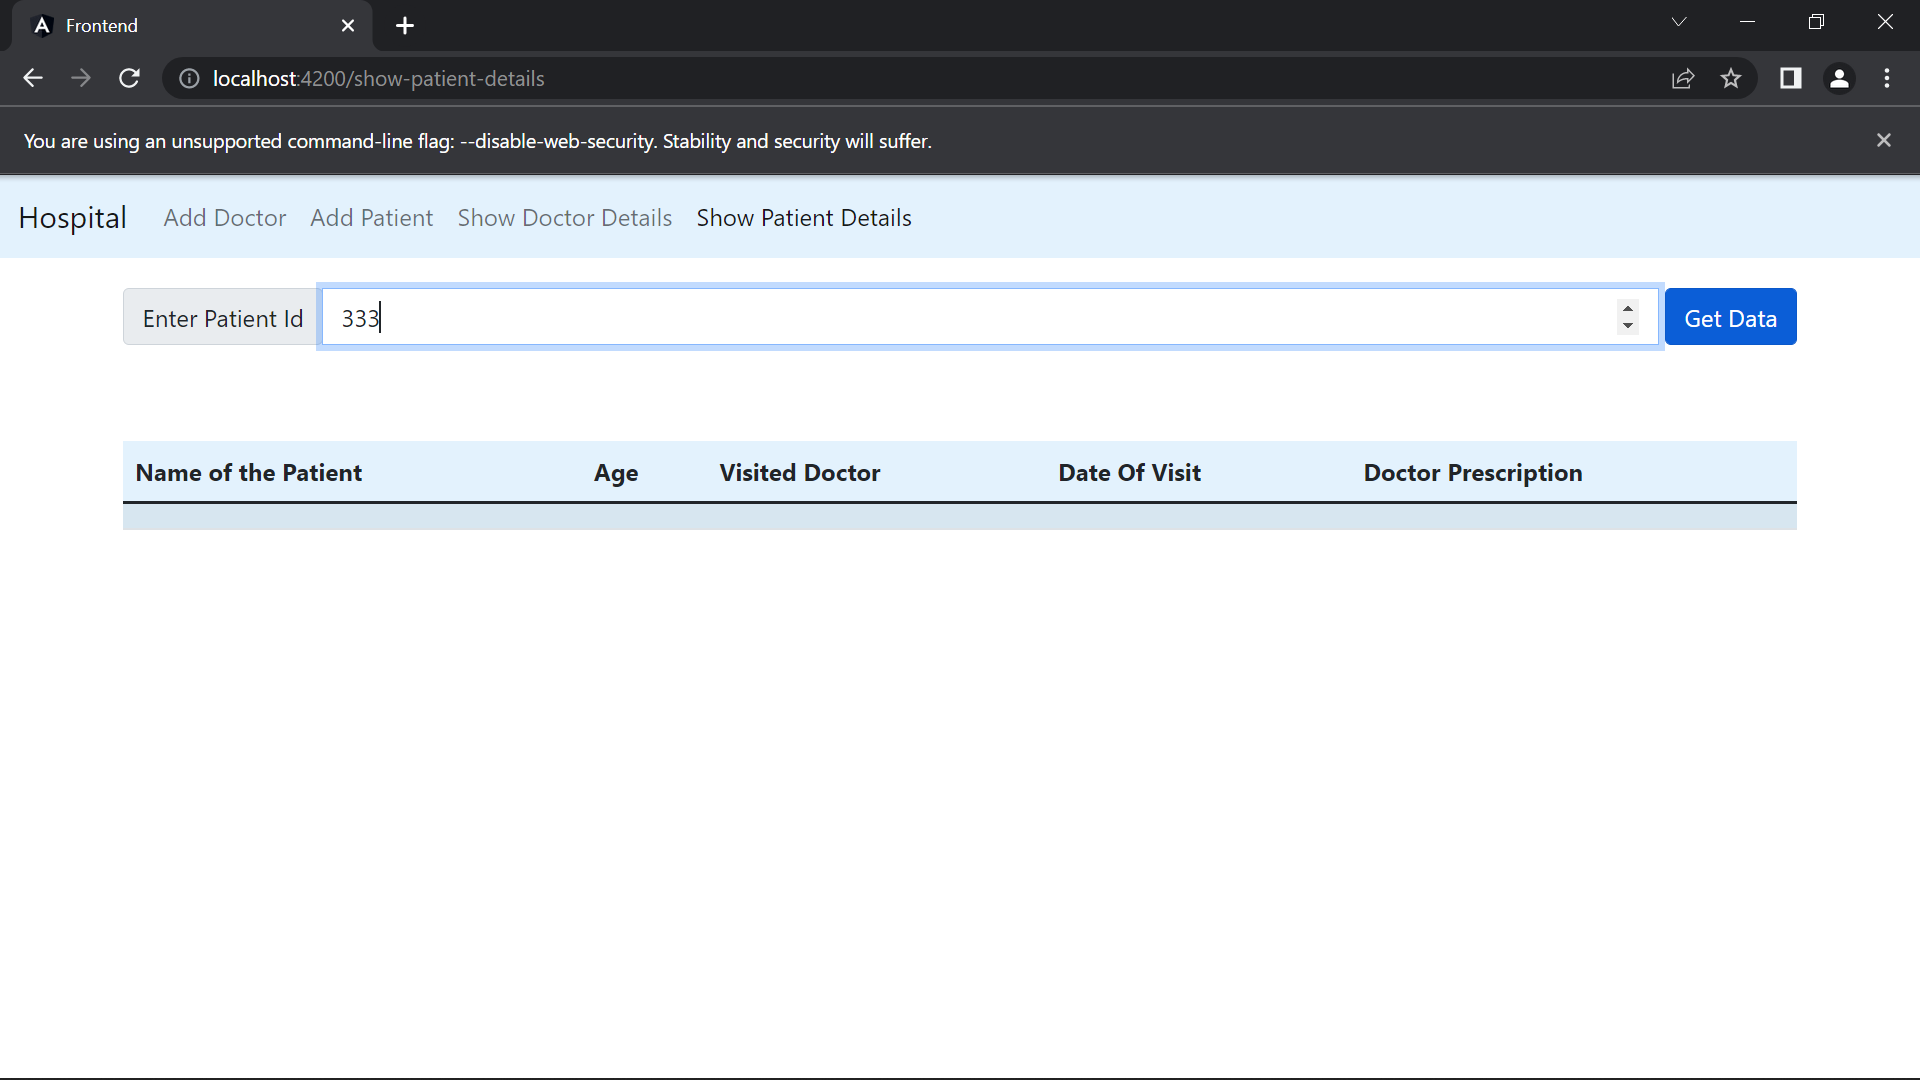 Frontend
localhost:4200/show-patient-details
You are using an unsupported command-line flag: --disable-web-security. Stability and security will suffer.
Hospital Add Doctor Add Patient Show Doctor Details Show Patient Details
Enter Patient Id 333 Get Data
Name of the Patient Age Visited Doctor Date Of Visit Doctor Prescription